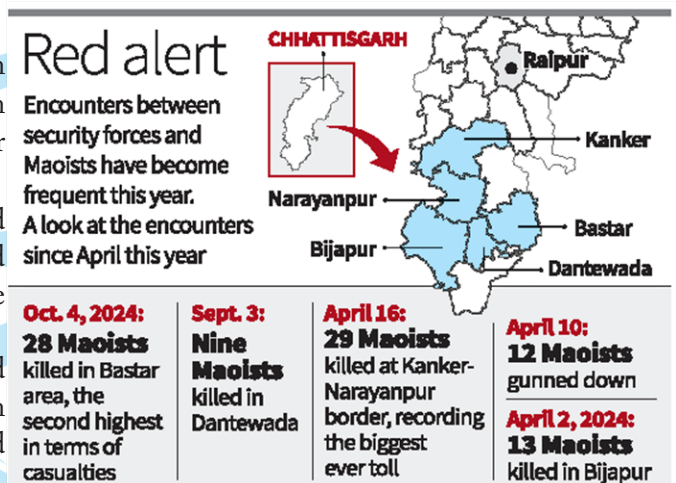 Red alert
Encounters between
security forces and
Maoists have become
frequent this year.
A look at the encounters
since April this year
CHHATTISGARH
Raipur
Kanker
Narayanpur
Bastar
Bijapur
Dantewada
Oct. 4, 2024:
28 Maoists
killed in Bastar
area, the
second highest
in terms of
casualties
Sept. 3:
Nine
Maoists
killed in
Dantewada
April 16:
29 Maoists
killed at Kanker-
Narayanpur
border, recording
the biggest
ever toll
April 10:
12 Maoists
gunned down
April 2, 2024:
13 Maoists
killed in Bijapur